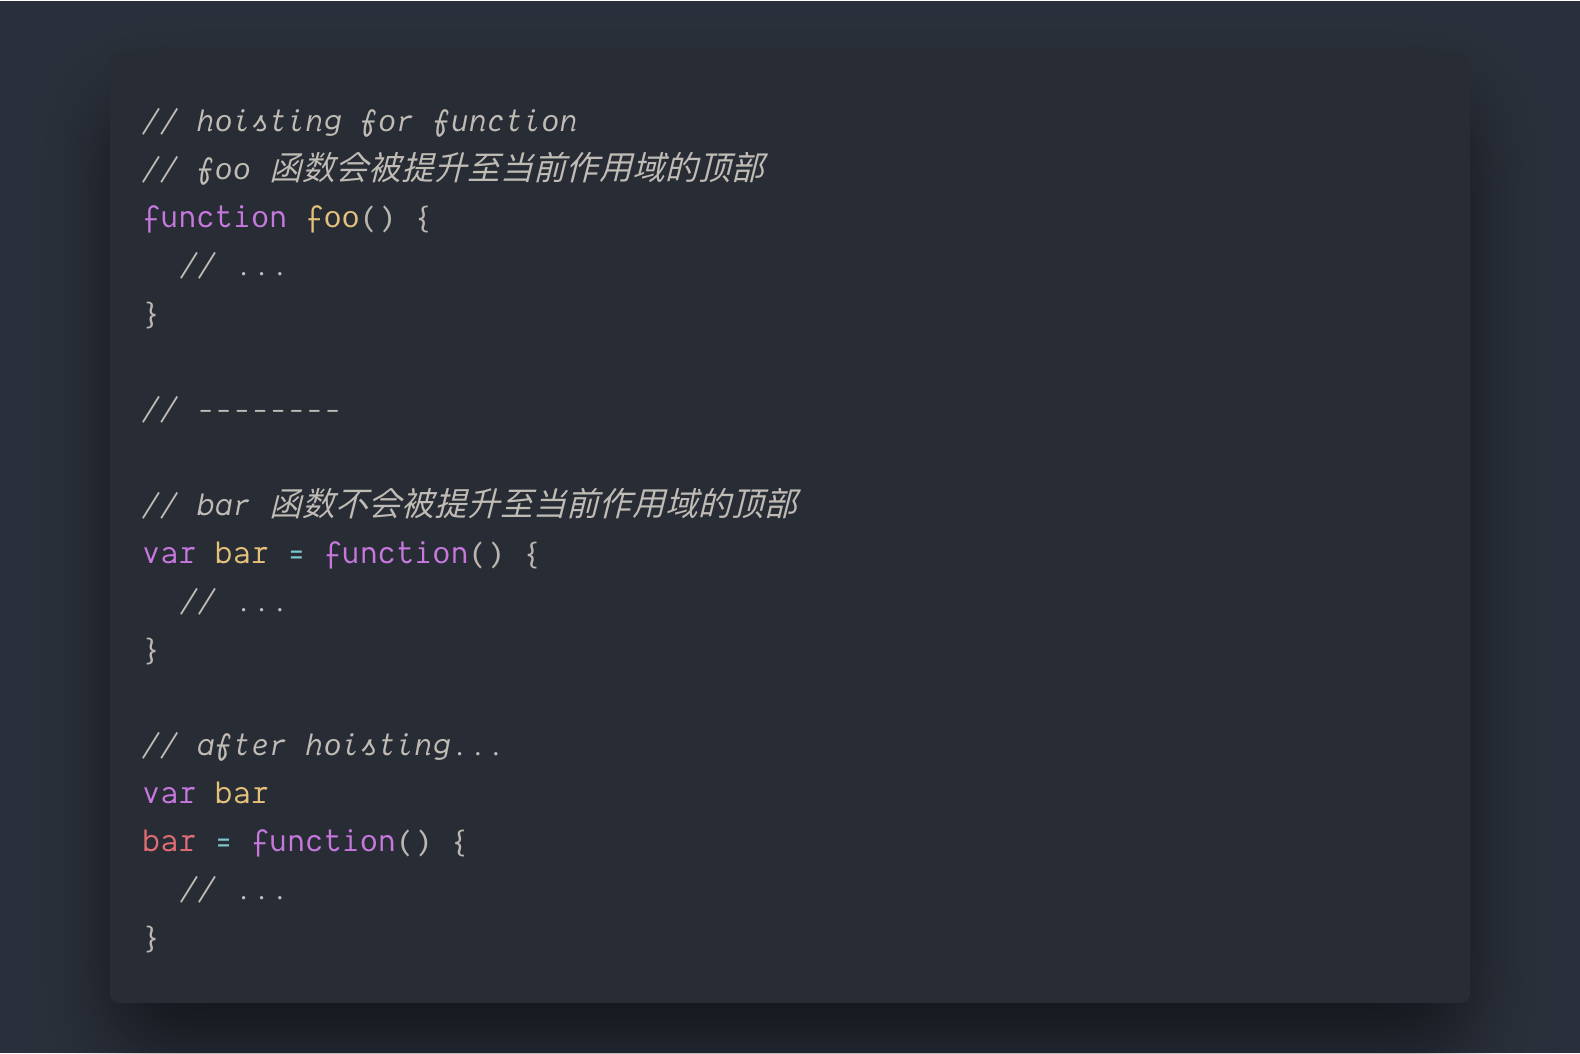 // hoisting for function
// foo 函数会被提升至当前作用域的顶部
function foo() {
  // ...
}

// --------

// bar 函数不会被提升至当前作用域的顶部
var bar = function() {
  // ...
}

// after hoisting...
var bar
bar = function() {
  // ...
}